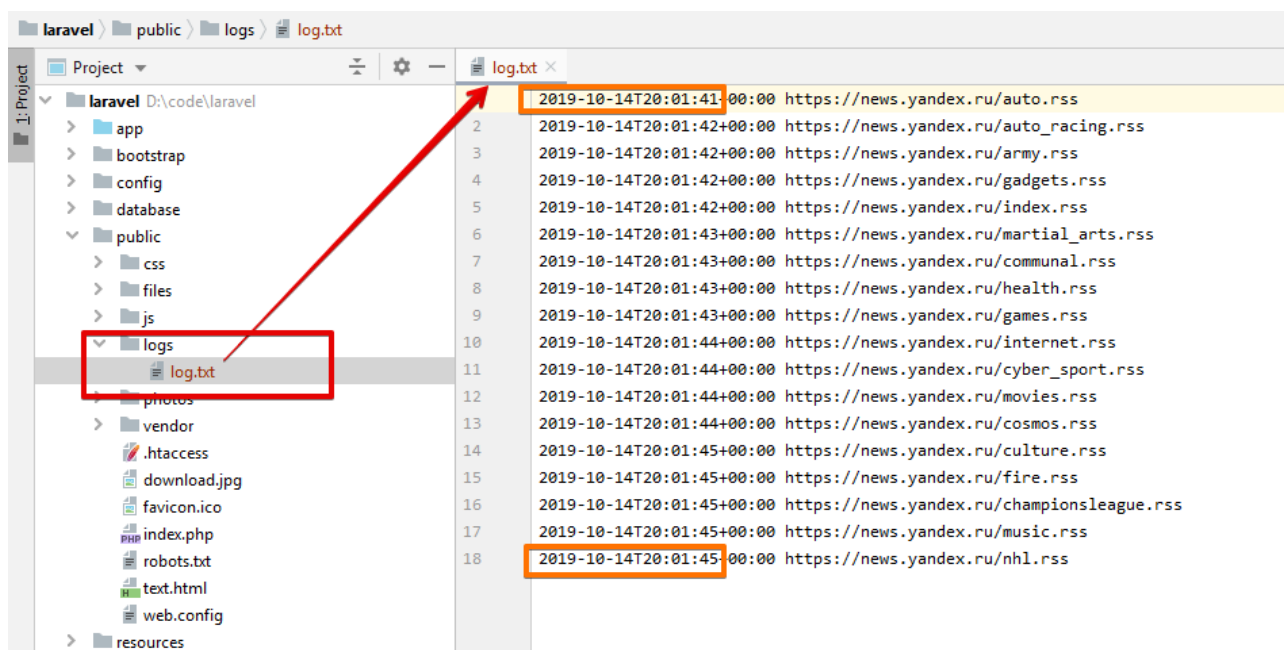 laravel > public > logs > log.txt
1: Project
Project
log.txt
laravel D:\code\laravel
app
bootstrap
config
database
public
css
files
js
logs
log.txt
photos
vendor
.htaccess
download.jpg
favicon.ico
index.php
robots.txt
text.html
web.config
resources
2019-10-14T20:01:41+00:00 https://news.yandex.ru/auto.rss
2 2019-10-14T20:01:42+00:00 https://news.yandex.ru/auto_racing.rss
3 2019-10-14T20:01:42+00:00 https://news.yandex.ru/army.rss
4 2019-10-14T20:01:42+00:00 https://news.yandex.ru/gadgets.rss
5 2019-10-14T20:01:42+00:00 https://news.yandex.ru/index.rss
6 2019-10-14T20:01:43+00:00 https://news.yandex.ru/martial_arts.rss
7 2019-10-14T20:01:43+00:00 https://news.yandex.ru/communal.rss
8 2019-10-14T20:01:43+00:00 https://news.yandex.ru/health.rss
9 2019-10-14T20:01:43+00:00 https://news.yandex.ru/games.rss
10 2019-10-14T20:01:44+00:00 https://news.yandex.ru/internet.rss
11 2019-10-14T20:01:44+00:00 https://news.yandex.ru/cyber_sport.rss
12 2019-10-14T20:01:44+00:00 https://news.yandex.ru/movies.rss
13 2019-10-14T20:01:44+00:00 https://news.yandex.ru/cosmos.rss
14 2019-10-14T20:01:45+00:00 https://news.yandex.ru/culture.rss
15 2019-10-14T20:01:45+00:00 https://news.yandex.ru/fire.rss
16 2019-10-14T20:01:45+00:00 https://news.yandex.ru/championsleague.rss
17 2019-10-14T20:01:45+00:00 https://news.yandex.ru/music.rss
18 2019-10-14T20:01:45+00:00 https://news.yandex.ru/nhl.rss